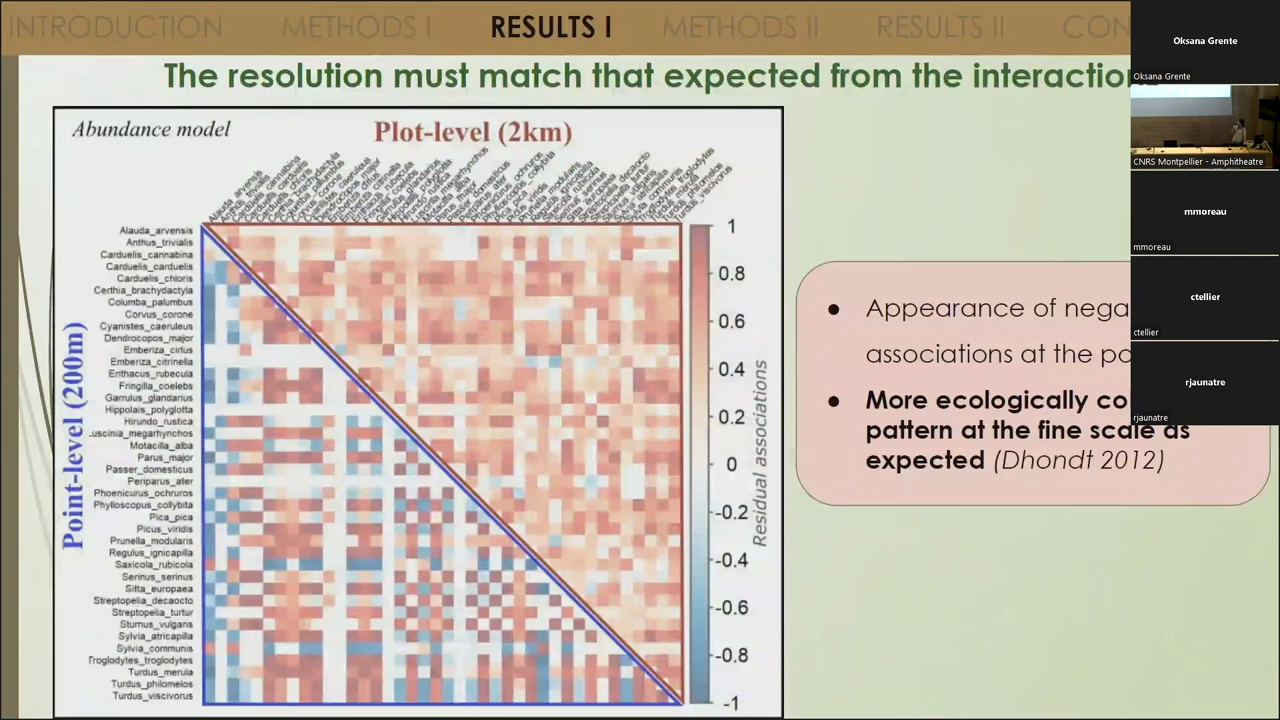 INTRODUCTION METHODS I RESULTS I METHODS II RESULTS II CON
The resolution must match that expected from the interaction
Abundance model
Plot-level (2km)
Point-level (200m)
Alauda_arvensis
Anthus_trivialis
Carduelis_cannabina
Carduelis_carduelis
Carduelis_chloris
Certhia_brachydactyla
Columba_palumbus
Corvus_corone
Cyanistes_caeruleus
Dendrocopos_major
Emberiza_cirlus
Emberiza_citrinella
Erithacus_rubecula
Fringilla_coelebs
Garrulus_glandarius
Hippolais_polyglotta
Hirundo_rustica
uscinia_megarhynchos
Motacilla_alba
Parus_major
Passer_domesticus
Periparus_ater
Phoenicurus_ochruros
Phylloscopus_collybita
Pica_pica
Picus_viridis
Prunella_modularis
Regulus_ignicapilla
Saxicola_rubicola
Serinus_serinus
Sitta_europaea
Streptopelia_decaocto
Streptopelia_turtur
Sturnus_vulgaris
Sylvia_atricapilla
Sylvia_communis
Troglodytes_troglodytes
Turdus_merula
Turdus_philomelos
Turdus_viscivorus
1
0.8
0.6
0.4
0.2
0
-0.2
-0.4
-0.6
-0.8
-1
Residual associations
● Appearance of nega
associations at the po
● More ecologically co
pattern at the fine scale as
expected (Dhondt 2012)
Oksana Grente
Oksana Grente
CNRS Montpellier - Amphitheatre
mmoreau
mmoreau
ctellier
ctellier
rjaunatre
rjaunatre